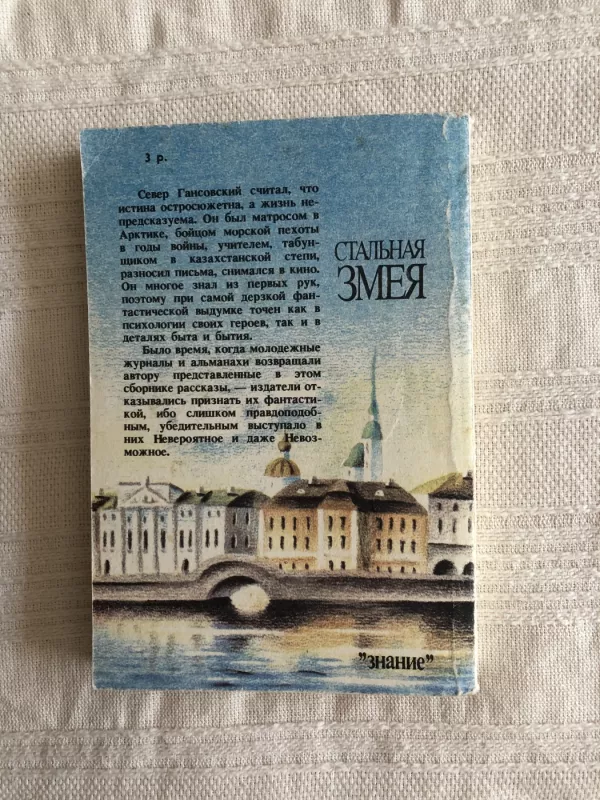 3 р.
Север Гансовский считал, что
истина остросюжетна, а жизнь не-
предсказуема. Он был матросом в
Арктике, бойцом морской пехоты
в годы войны, учителем, табун-
щиком в казахстанской степи,
разносил письма, снимался в кино.
Он многое знал из первых рук,
поэтому при самой дерзкой фан-
тастической выдумке точен как в
психологии своих героев, так и в
деталях быта и бытия.
Было время, когда молодежные
журналы и альманахи возвращали
автору представленные в этом
сборнике рассказы, — издатели от-
казывались признать их фантасти-
кой, ибо слишком правдоподоб-
ным, убедительным выступало в
них Невероятное и даже Невоз-
можное.
СТАЛЬНАЯ
ЗМЕЯ
"знание"